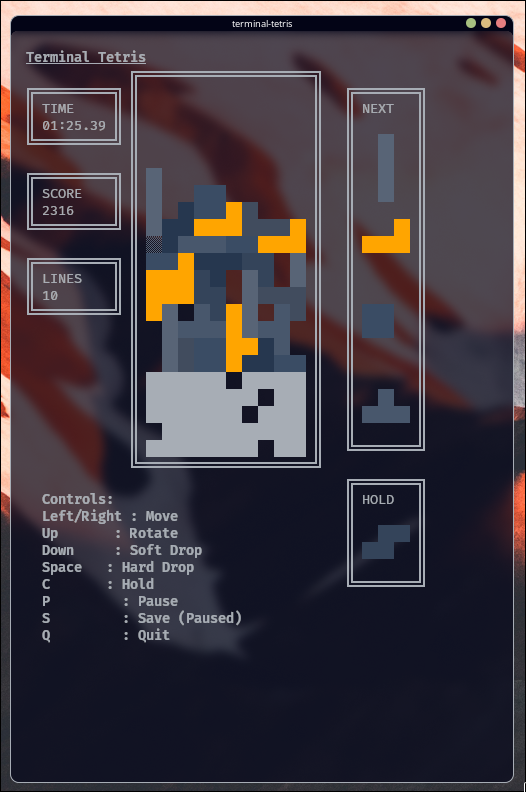 terminal-tetris
Terminal Tetris
TIME
01:25.39
SCORE
2316
LINES
10
NEXT
HOLD
Controls:
Left/Right : Move
Up       : Rotate
Down     : Soft Drop
Space   : Hard Drop
C       : Hold
P         : Pause
S         : Save (Paused)
Q         : Quit